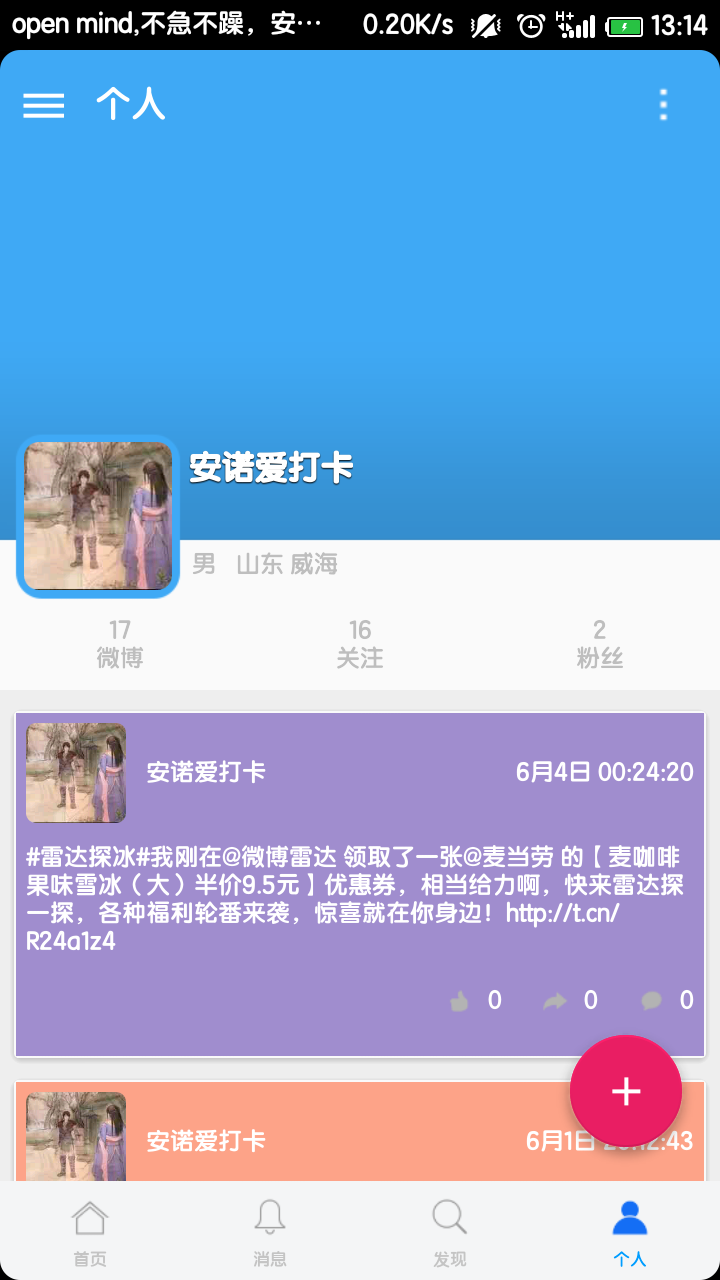 open mind,不急不躁，安… 0.20K/s H+ 13:14
个人
安诺爱打卡
男 山东 威海
17 16 2
微博 关注 粉丝
安诺爱打卡 6月4日 00:24:20
#雷达探冰#我刚在@微博雷达 领取了一张@麦当劳 的【麦咖啡
果味雪冰（大）半价9.5元】优惠券，相当给力啊，快来雷达探
一探，各种福利轮番来袭，惊喜就在你身边！http://t.cn/
R24a1z4
0 0 0
安诺爱打卡 6月1日
首页 消息 发现 个人